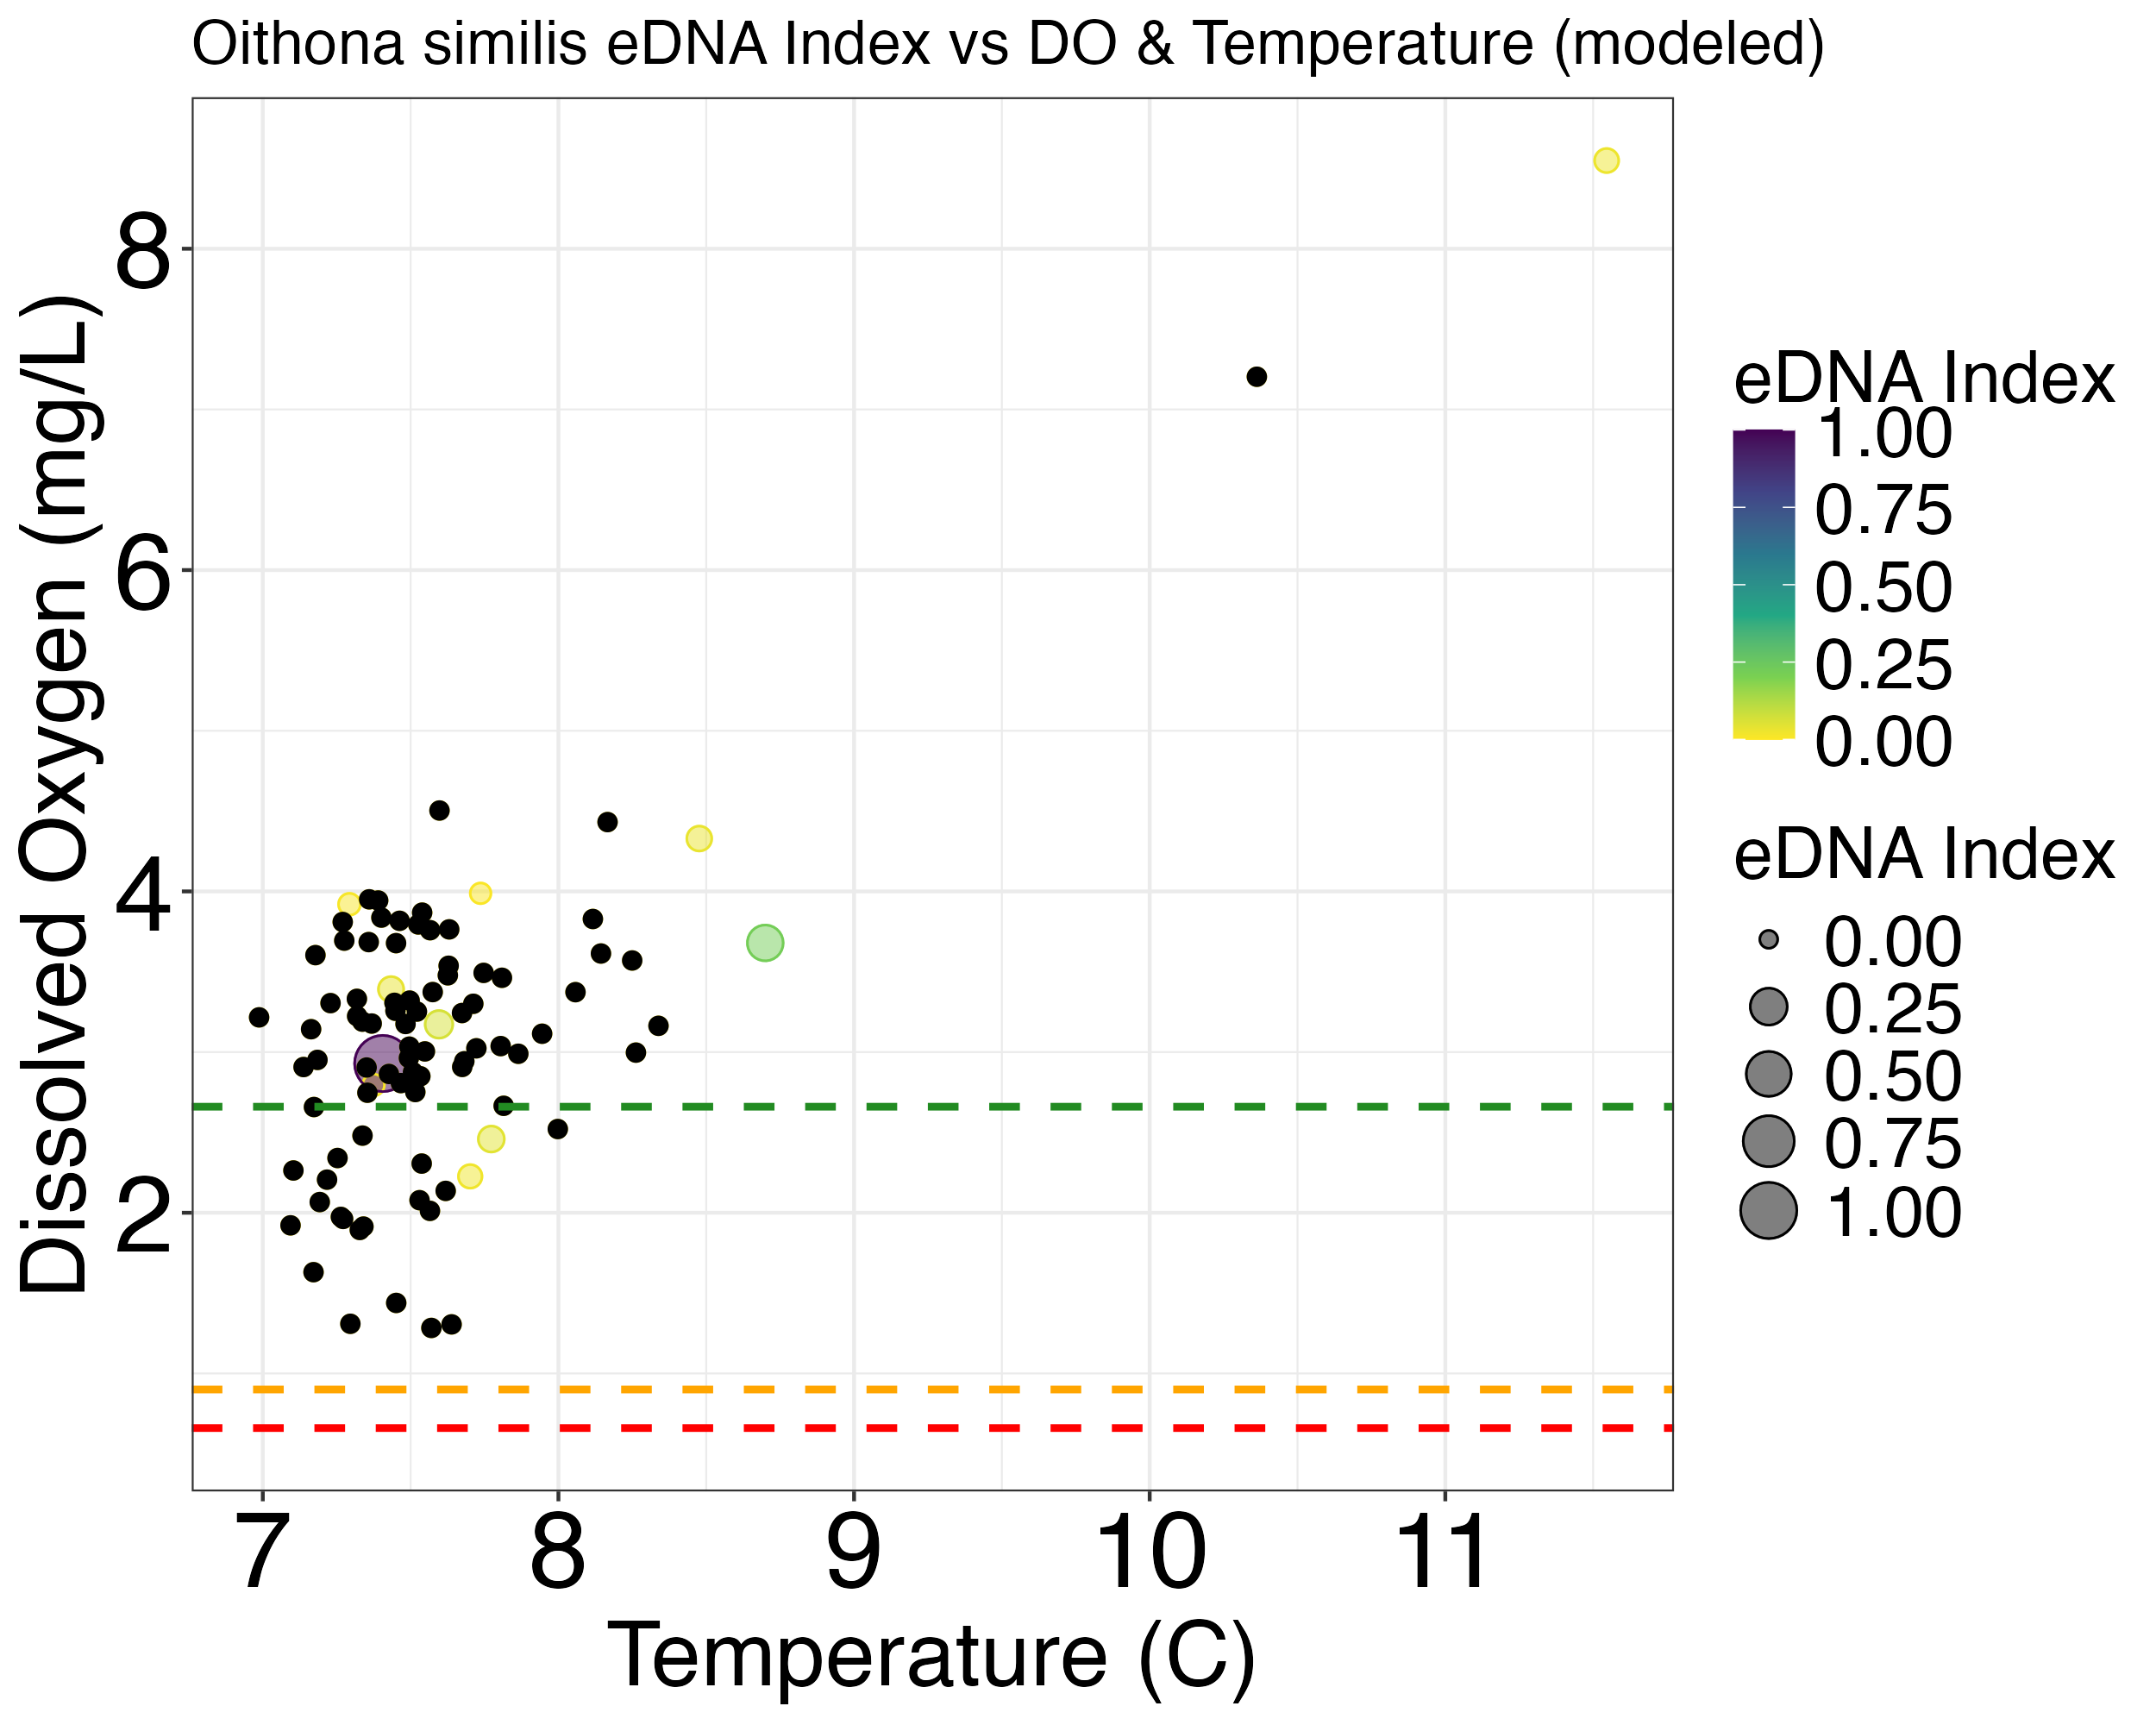 Oithona similis eDNA Index vs DO & Temperature (modeled)
Dissolved Oxygen (mg/L)
8
6
4
2
7 8 9 10 11
Temperature (C)
eDNA Index
1.00
0.75
0.50
0.25
0.00
eDNA Index
0.00
0.25
0.50
0.75
1.00